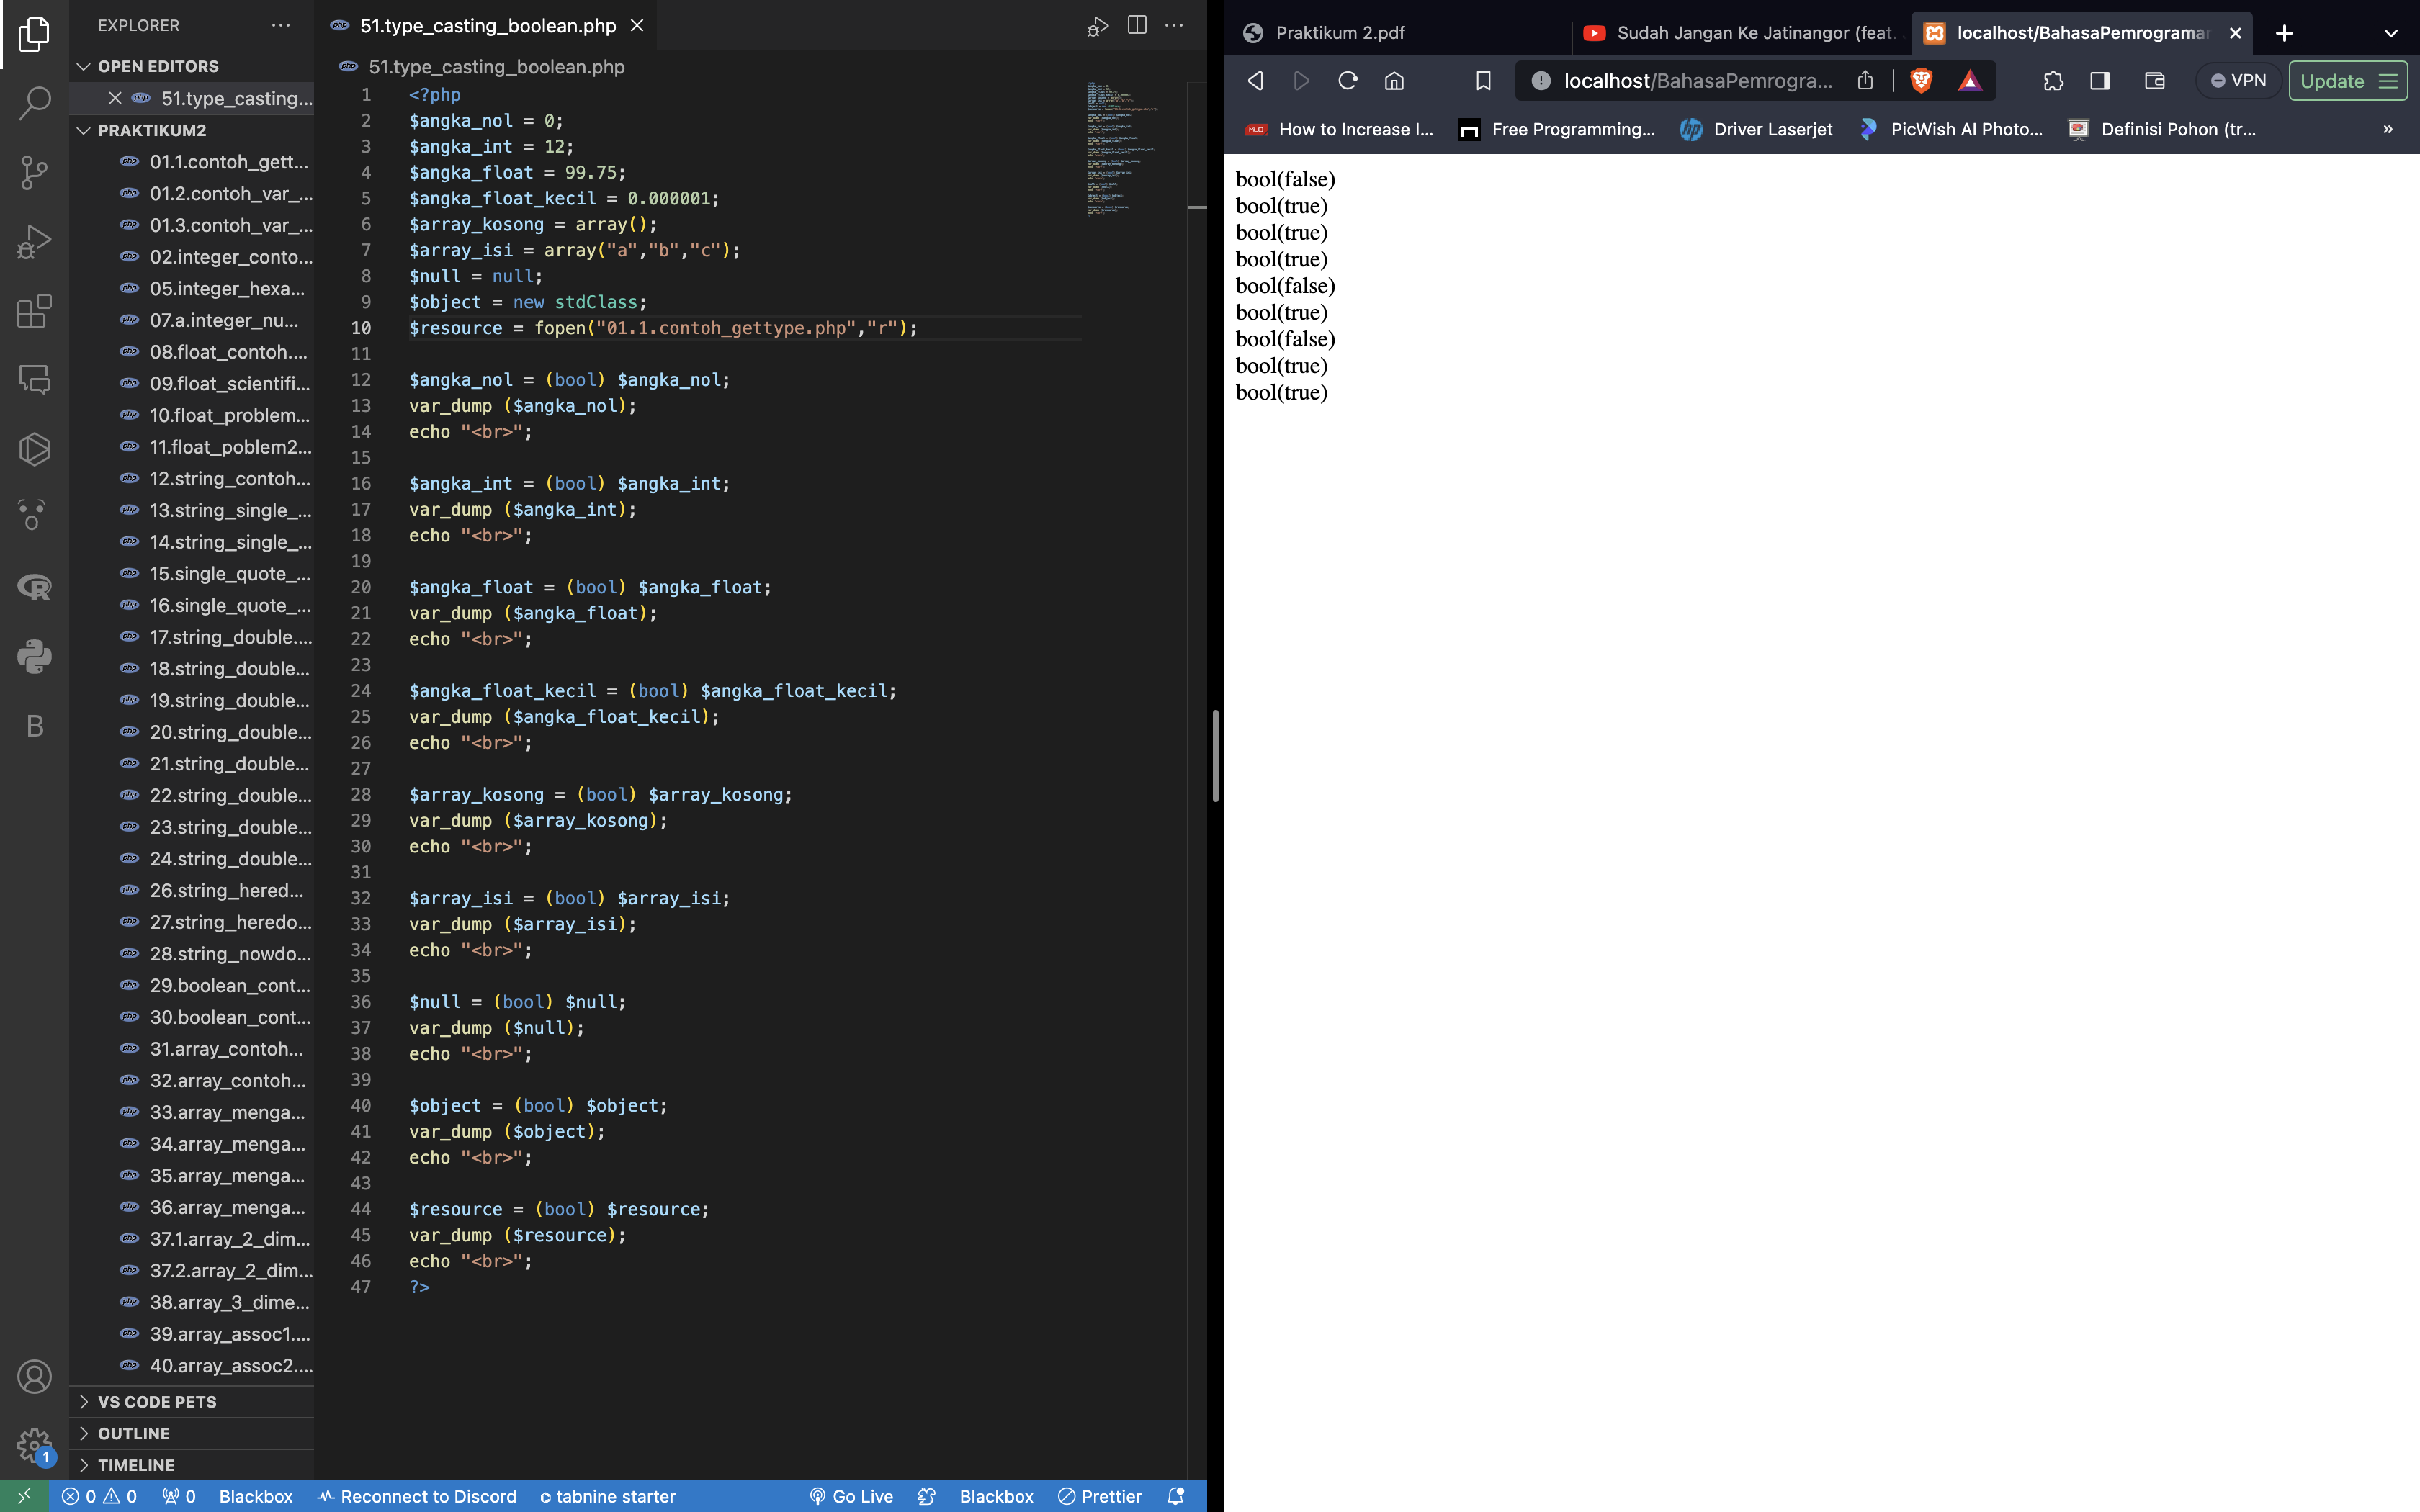 EXPLORER
OPEN EDITORS
51.type_casting...
PRAKTIKUM2
01.1.contoh_gett...
01.2.contoh_var_...
01.3.contoh_var_...
02.integer_conto...
05.integer_hexa...
07.a.integer_nu...
08.float_contoh....
09.float_scientifi...
10.float_problem...
11.float_poblem2...
12.string_contoh...
13.string_single_...
14.string_single_...
15.single_quote_...
16.single_quote_...
17.string_double....
18.string_double...
19.string_double...
20.string_double...
21.string_double...
22.string_double...
23.string_double...
24.string_double...
26.string_hered...
27.string_heredo...
28.string_nowdo...
29.boolean_cont...
30.boolean_cont...
31.array_contoh...
32.array_contoh...
33.array_menga...
34.array_menga...
35.array_menga...
36.array_menga...
37.1.array_2_dim...
37.2.array_2_dim...
38.array_3_dime...
39.array_assoc1....
40.array_assoc2....
VS CODE PETS
OUTLINE
TIMELINE
B
1
51.type_casting_boolean.php
51.type_casting_boolean.php
1 <?php
2 $angka_nol = 0;
3 $angka_int = 12;
4 $angka_float = 99.75;
5 $angka_float_kecil = 0.000001;
6 $array_kosong = array();
7 $array_isi = array("a","b","c");
8 $null = null;
9 $object = new stdClass;
10 $resource = fopen("01.1.contoh_gettype.php","r");
11
12 $angka_nol = (bool) $angka_nol;
13 var_dump ($angka_nol);
14 echo "<br>";
15
16 $angka_int = (bool) $angka_int;
17 var_dump ($angka_int);
18 echo "<br>";
19
20 $angka_float = (bool) $angka_float;
21 var_dump ($angka_float);
22 echo "<br>";
23
24 $angka_float_kecil = (bool) $angka_float_kecil;
25 var_dump ($angka_float_kecil);
26 echo "<br>";
27
28 $array_kosong = (bool) $array_kosong;
29 var_dump ($array_kosong);
30 echo "<br>";
31
32 $array_isi = (bool) $array_isi;
33 var_dump ($array_isi);
34 echo "<br>";
35
36 $null = (bool) $null;
37 var_dump ($null);
38 echo "<br>";
39
40 $object = (bool) $object;
41 var_dump ($object);
42 echo "<br>";
43
44 $resource = (bool) $resource;
45 var_dump ($resource);
46 echo "<br>";
47 ?>
0 0 0 Blackbox Reconnect to Discord tabnine starter Go Live Blackbox Prettier
Praktikum 2.pdf Sudah Jangan Ke Jatinangor (feat. localhost/BahasaPemrograman
localhost/BahasaPemrogra... VPN Update
How to Increase I... Free Programming... Driver Laserjet PicWish AI Photo... Definisi Pohon (tr... »
bool(false)
bool(true)
bool(true)
bool(true)
bool(false)
bool(true)
bool(false)
bool(true)
bool(true)